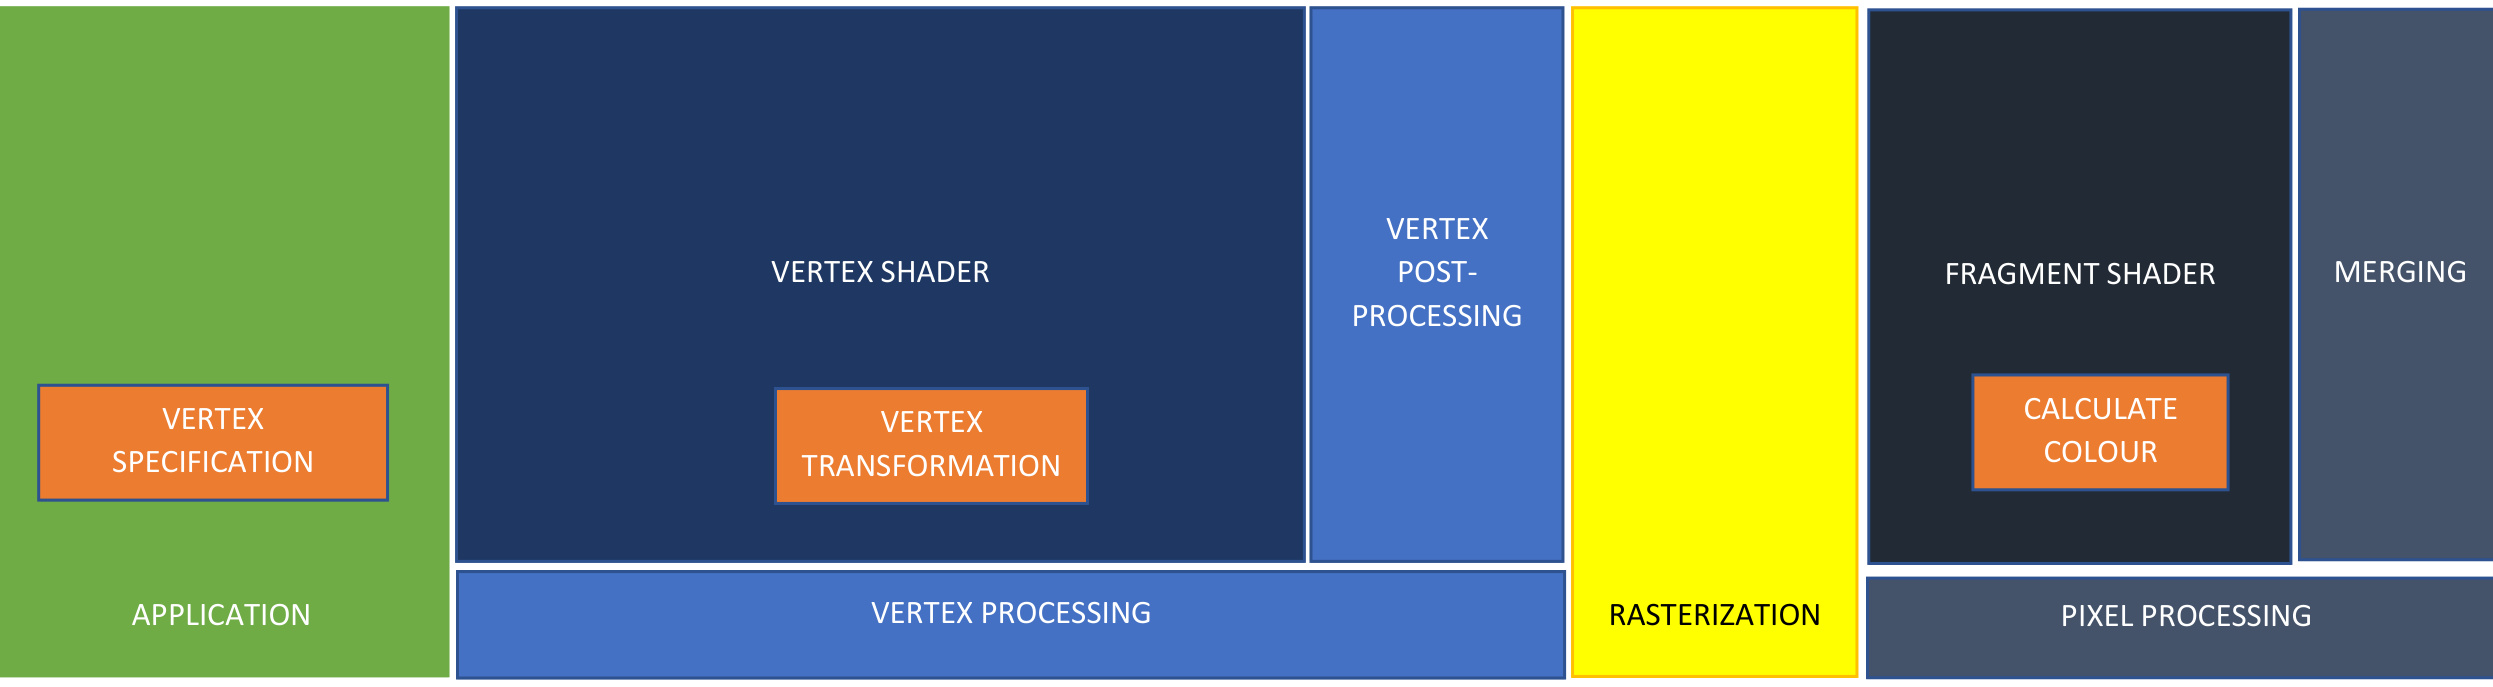 VERTEX
SPECIFICATION
APPLICATION
VERTEX SHADER
VERTEX
TRANSFORMATION
VERTEX
POST-
PROCESSING
VERTEX PROCESSING
RASTERIZATION
FRAGMENT SHADER
CALCULATE
COLOUR
MERGING
PIXEL PROCESSING